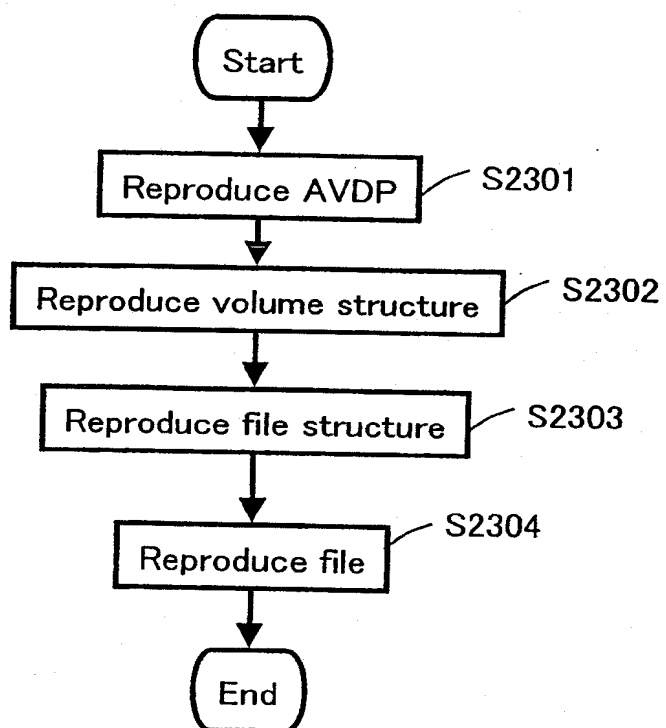 Start
Reproduce AVDP
S2301
Reproduce volume structure
S2302
Reproduce file structure
S2303
Reproduce file
S2304
End